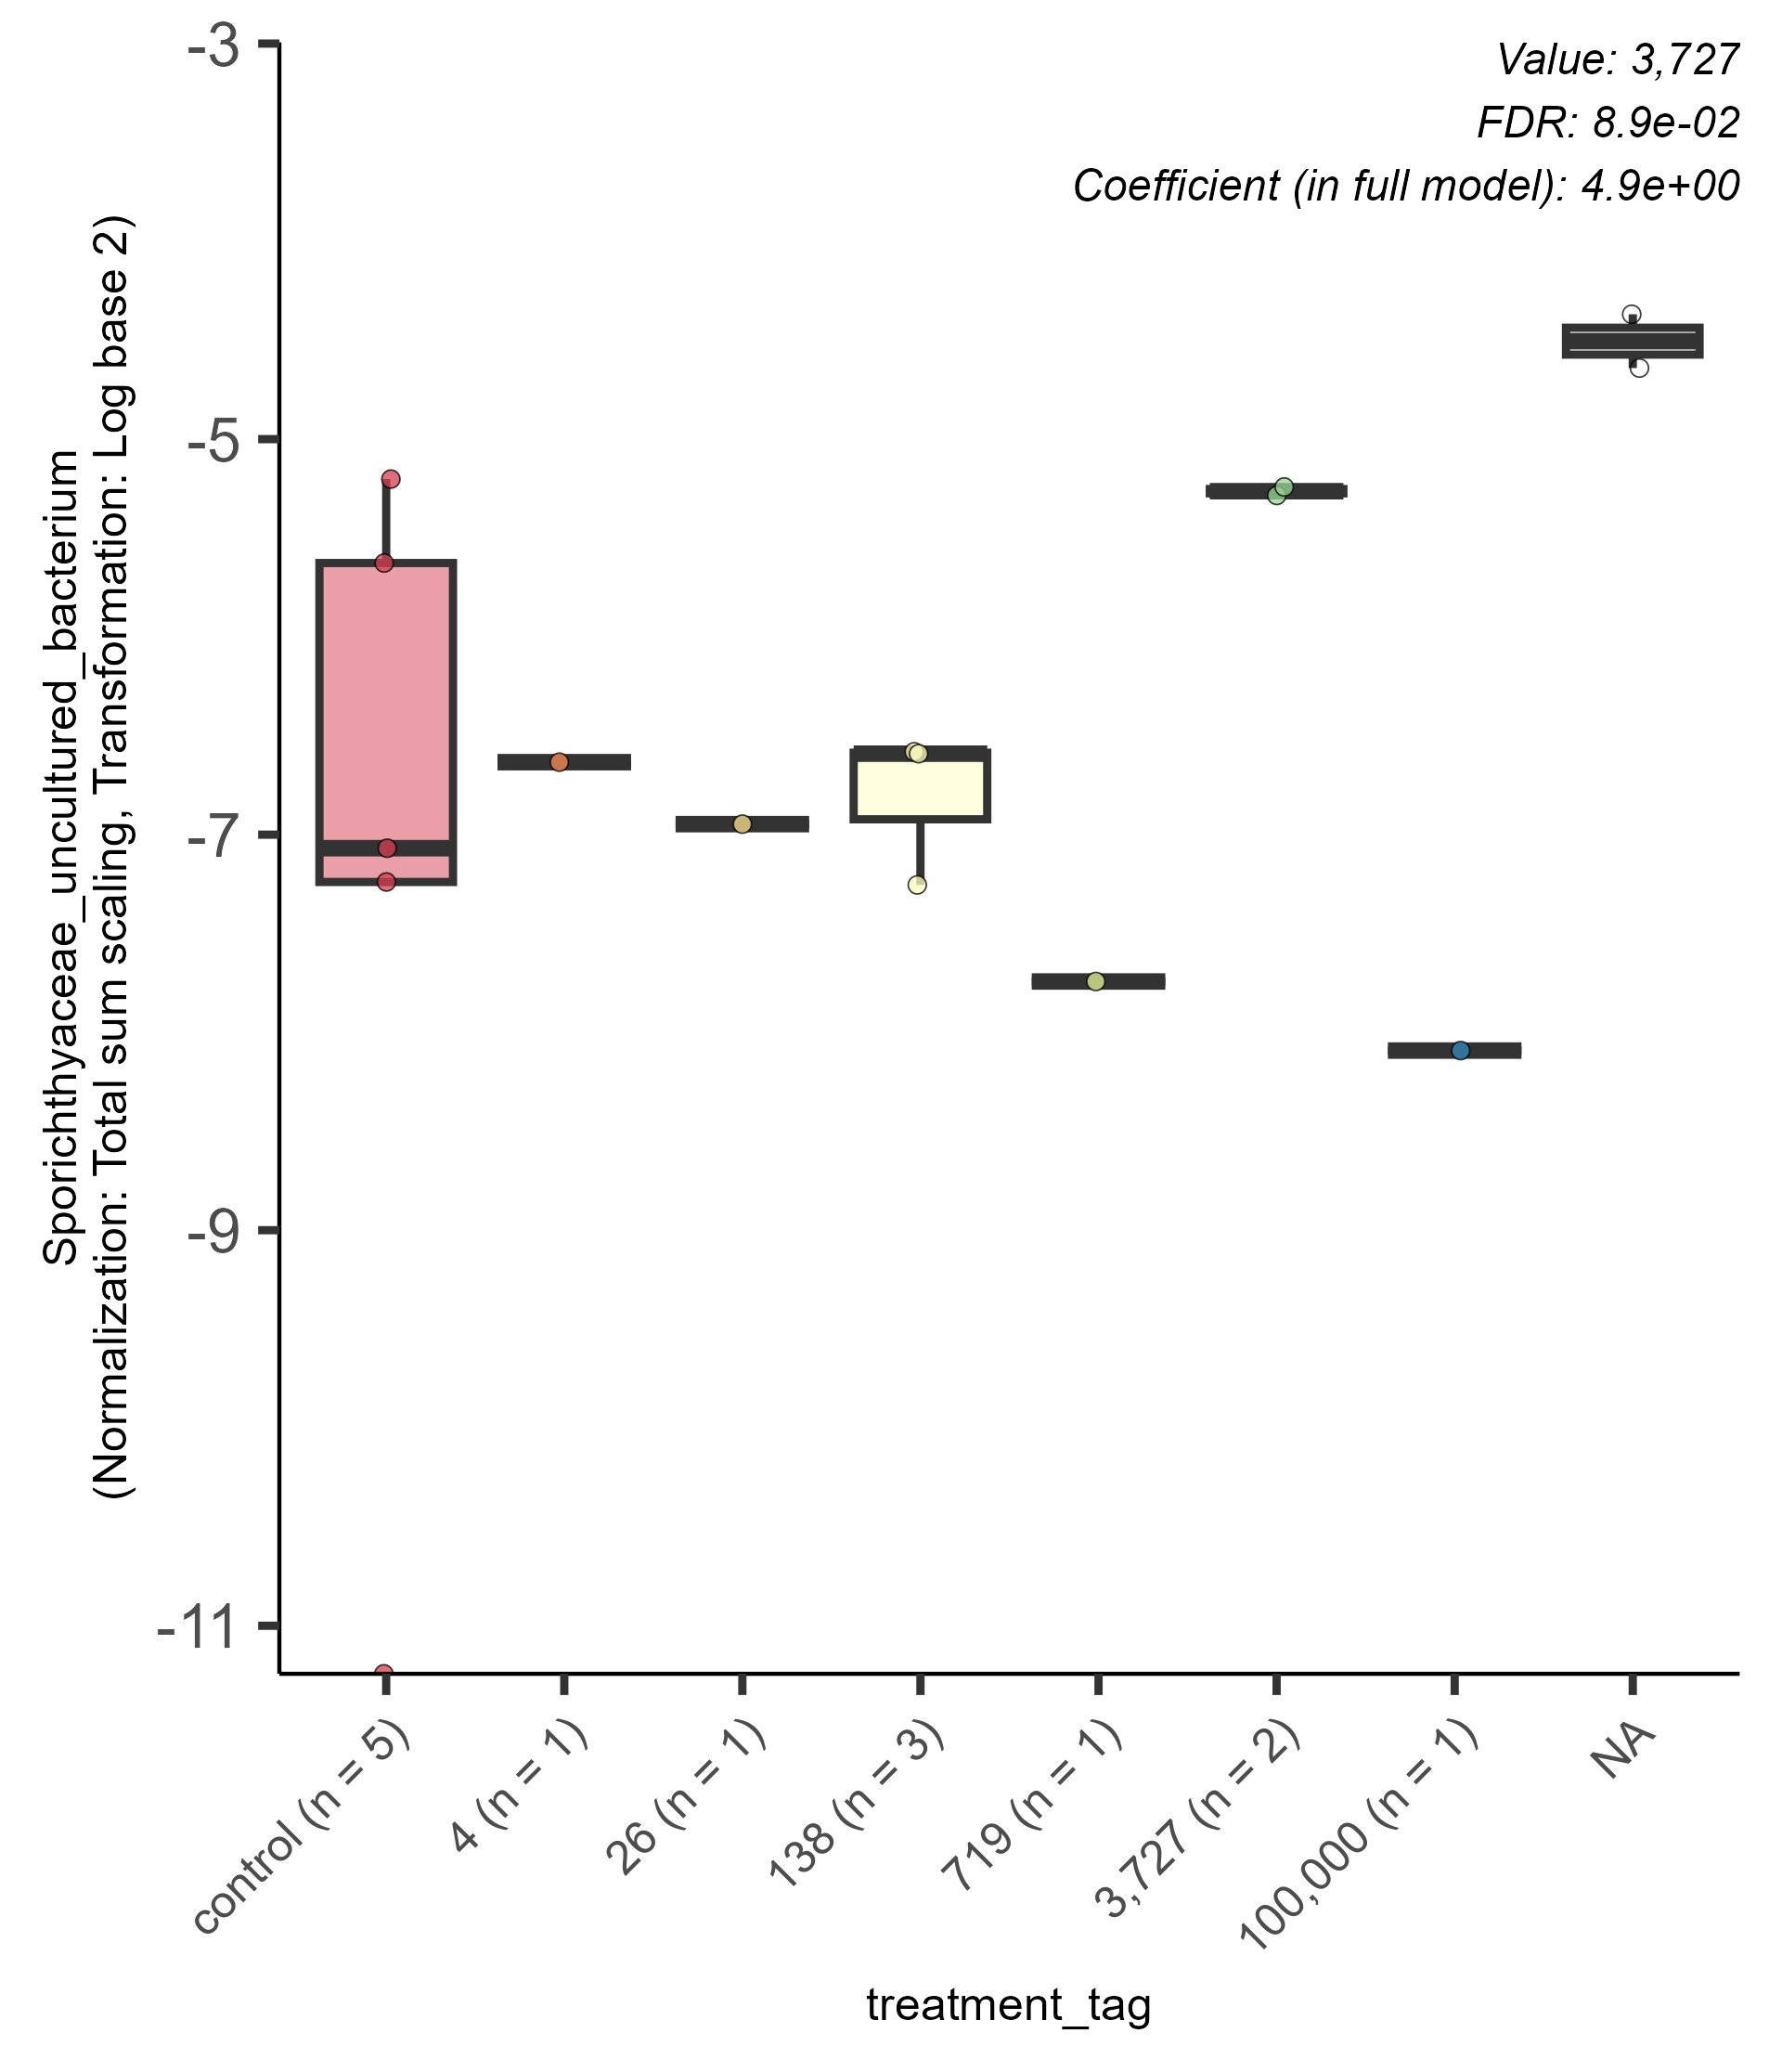 Value: 3,727
FDR: 8.9e-02
Coefficient (in full model): 4.9e+00
Sporichthyaceae_uncultured_bacterium
(Normalization: Total sum scaling, Transformation: Log base 2)
-3
-5
-7
-9
-11
control (n = 5)
4 (n = 1)
26 (n = 1)
138 (n = 3)
719 (n = 1)
3,727 (n = 2)
100,000 (n = 1)
NA
treatment_tag